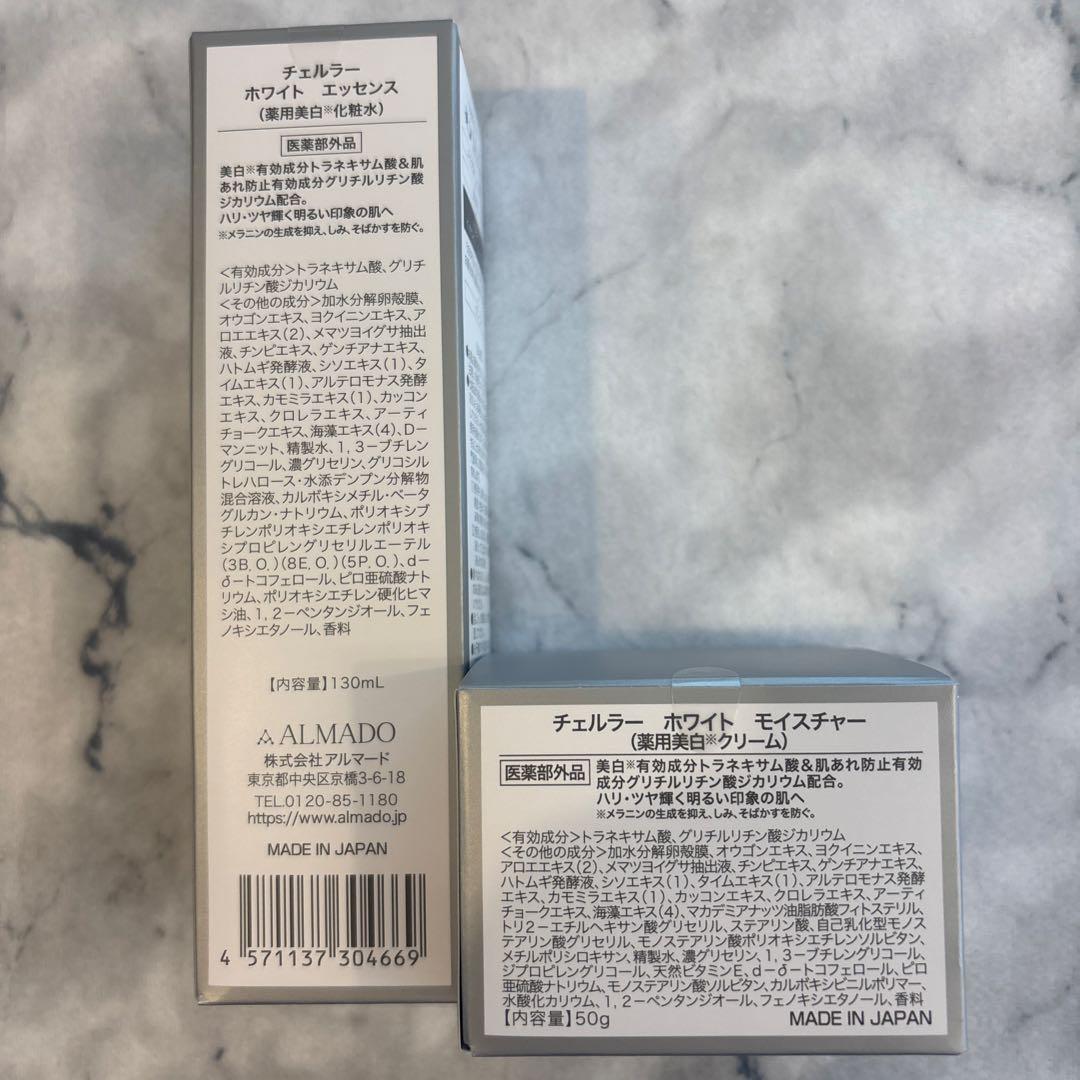 チェルラー
ホワイト　エッセンス
(薬用美白※化粧水)
医薬部外品
美白※有効成分トラネキサム酸&肌
あれ防止有効成分グリチルリチン酸
ジカリウム配合。
ハリ・ツヤ輝く明るい印象の肌へ
※メラニンの生成を抑え、しみ、そばかすを防ぐ。
<有効成分>トラネキサム酸、グリチ
ルリチン酸ジカリウム
<その他の成分>加水分解卵殻膜、
オウゴンエキス、ヨクイニンエキス、ア
ロエエキス(2)、メマツヨイグサ抽出
液、チンピエキス、ゲンチアナエキス、
ハトムギ発酵液、シソエキス(1)、タ
イムエキス(1)、アルテロモナス発酵
エキス、カモミラエキス(1)、カッコン
エキス、クロレラエキス、アーティ
チョークエキス、海藻エキス(4)、D-
マンニット、精製水、1,3-ブチレン
グリコール、濃グリセリン、グリコシル
トレハロース・水添デンプン分解物
混合溶液、カルボキシメチル・ベータ
グルカン・ナトリウム、ポリオキシブ
チレンポリオキシエチレンポリオキ
シプロピレングリセリルエーテル
(3B.O.)(8E.O.)(5P.O.)、d-
δ-トコフェロール、ピロ亜硫酸ナト
リウム、ポリオキシエチレン硬化ヒマ
シ油、1,2-ペンタンジオール、フェ
ノキシエタノール、香料
【内容量】130mL
ALMADO
株式会社アルマード
東京都中央区京橋3-6-18
TEL.0120-85-1180
https://www.almado.jp
MADE IN JAPAN
4 571137 304669
チェルラー　ホワイト　モイスチャー
(薬用美白※クリーム)
医薬部外品
美白※有効成分トラネキサム酸&肌あれ防止有効
成分グリチルリチン酸ジカリウム配合。
ハリ・ツヤ輝く明るい印象の肌へ
※メラニンの生成を抑え、しみ、そばかすを防ぐ。
<有効成分>トラネキサム酸、グリチルリチン酸ジカリウム
<その他の成分>加水分解卵殻膜、オウゴンエキス、ヨクイニンエキス、
アロエエキス(2)、メマツヨイグサ抽出液、チンピエキス、ゲンチアナエキス、
ハトムギ発酵液、シソエキス(1)、タイムエキス(1)、アルテロモナス発酵
エキス、カモミラエキス(1)、カッコンエキス、クロレラエキス、アーティ
チョークエキス、海藻エキス(4)、マカデミアナッツ油脂肪酸フィトステリル、
トリ2-エチルヘキサン酸グリセリル、ステアリン酸、自己乳化型モノス
テアリン酸グリセリル、モノステアリン酸ポリオキシエチレンソルビタン、
メチルポリシロキサン、精製水、濃グリセリン、1,3-ブチレングリコール、
ジプロピレングリコール、天然ビタミンE、d-δ-トコフェロール、ピロ
亜硫酸ナトリウム、モノステアリン酸ソルビタン、カルボキシビニルポリマー、
水酸化カリウム、1,2-ペンタンジオール、フェノキシエタノール、香料
【内容量】50g
MADE IN JAPAN